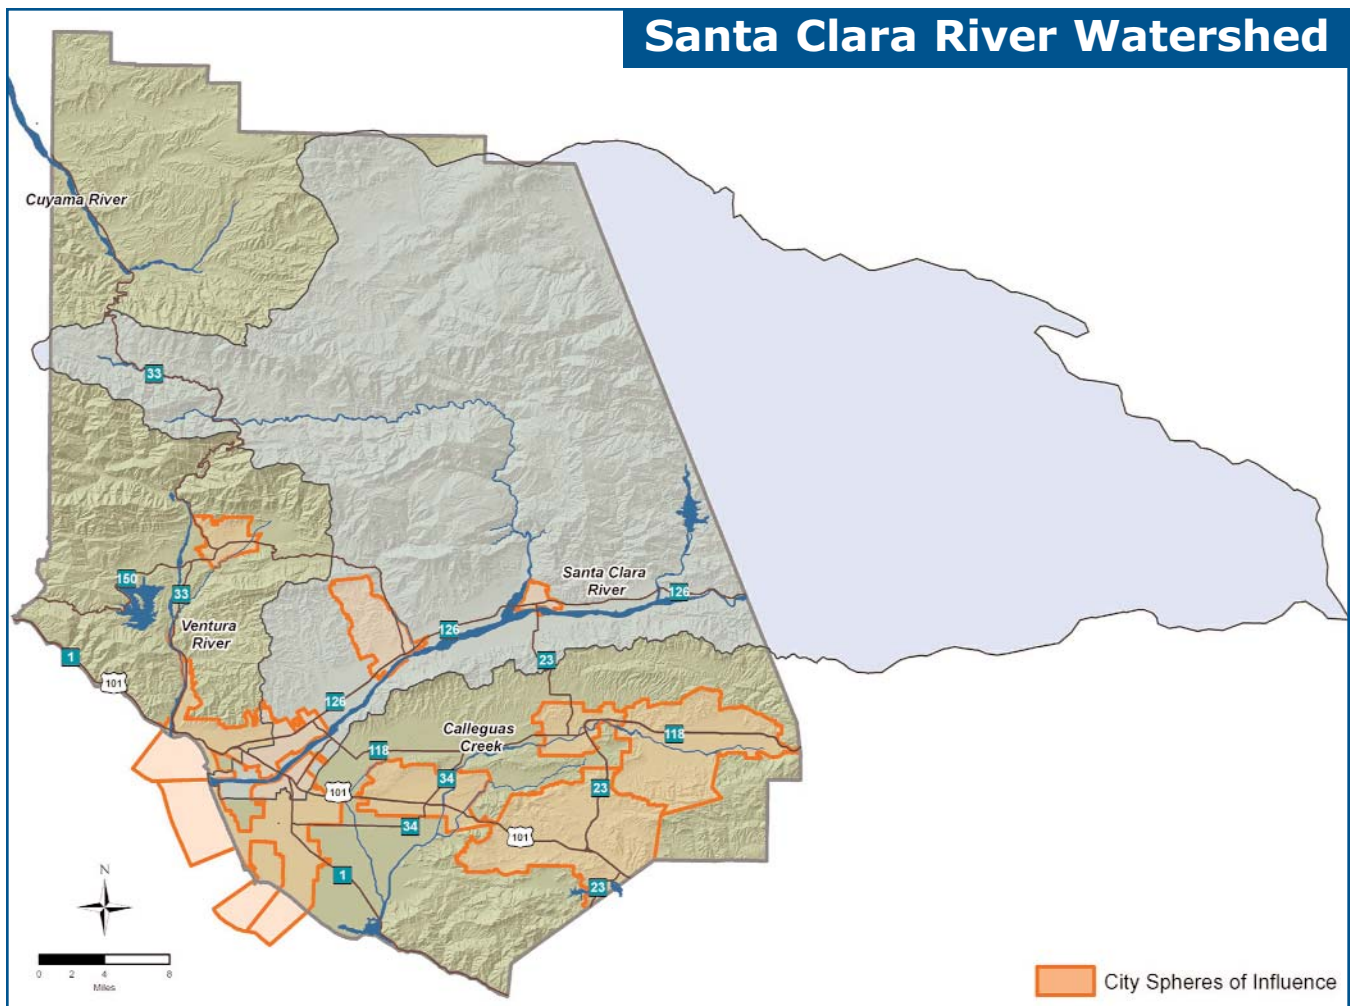 Santa Clara River Watershed
Cuyama River
33
150
33
Ventura
River
Santa Clara
River
126
126
126
1
101
23
Calleguas
Creek
118
118
34
101
23
34
101
1
23
N
0 2 4 8
Miles
City Spheres of Influence